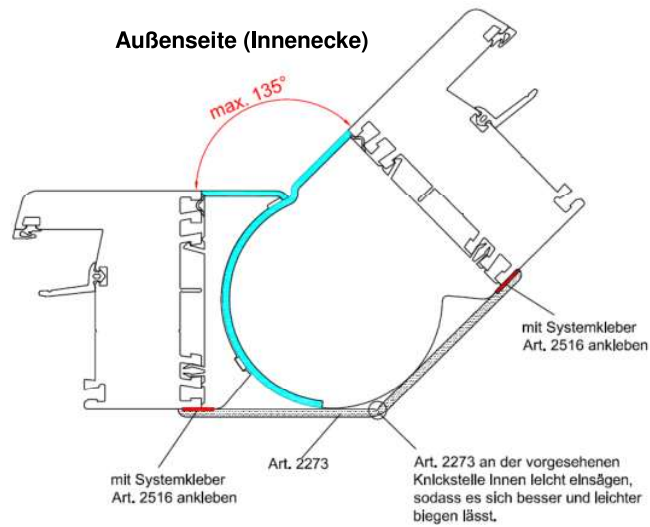 Außenseite (Innenecke)
max. 135°
mit Systemkleber
Art. 2516 ankleben
Art. 2273
mit Systemkleber
Art. 2516 ankleben
Art. 2273 an der vorgesehenen
Knickstelle Innen leicht einsägen,
sodass es sich besser und leichter
biegen lässt.